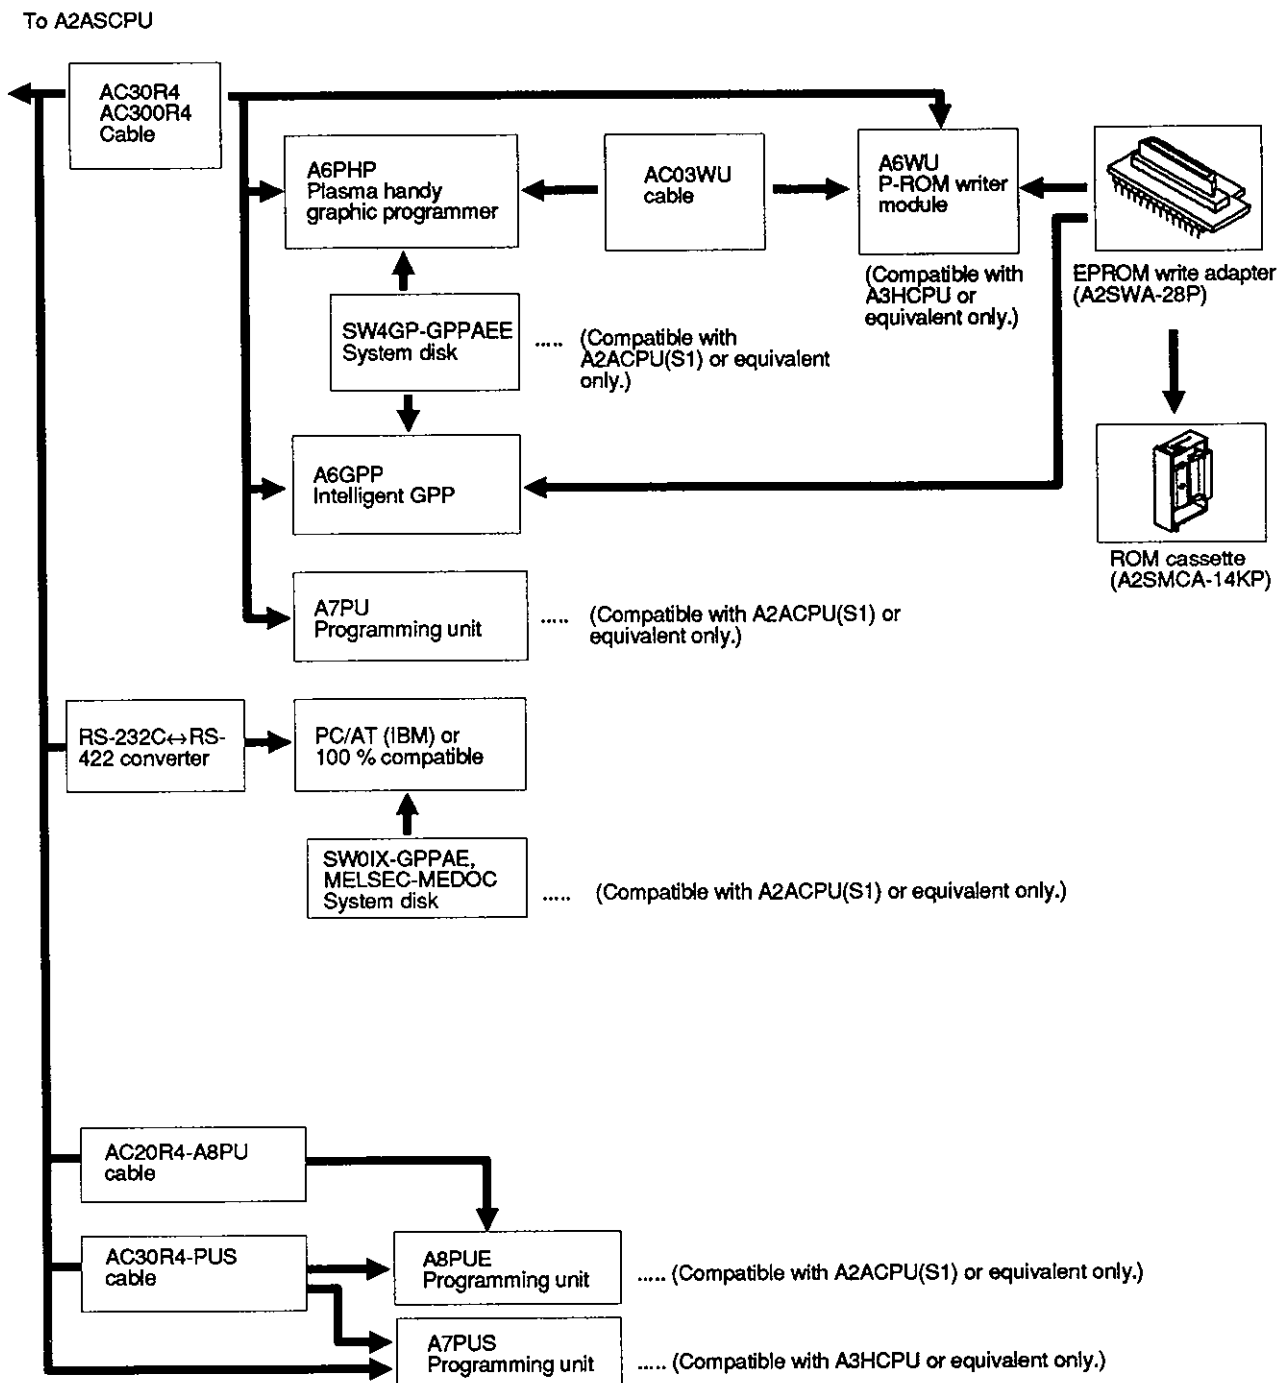 To A2ASCPU
AC30R4
AC300R4
Cable
A6PHP
Plasma handy
graphic programmer
AC03WU
cable
A6WU
P-ROM writer
module
(Compatible with
A3HCPU or
equivalent only.)
EPROM write adapter
(A2SWA-28P)
SW4GP-GPPAEE
System disk
..... (Compatible with
A2ACPU(S1) or equivalent
only.)
A6GPP
Intelligent GPP
ROM cassette
(A2SMCA-14KP)
A7PU
Programming unit
..... (Compatible with A2ACPU(S1) or
equivalent only.)
RS-232C↔RS-
422 converter
PC/AT (IBM) or
100 % compatible
SW0IX-GPPAE,
MELSEC-MEDOC
System disk
..... (Compatible with A2ACPU(S1) or equivalent only.)
AC20R4-A8PU
cable
AC30R4-PUS
cable
A8PUE
Programming unit
..... (Compatible with A2ACPU(S1) or equivalent only.)
A7PUS
Programming unit
..... (Compatible with A3HCPU or equivalent only.)